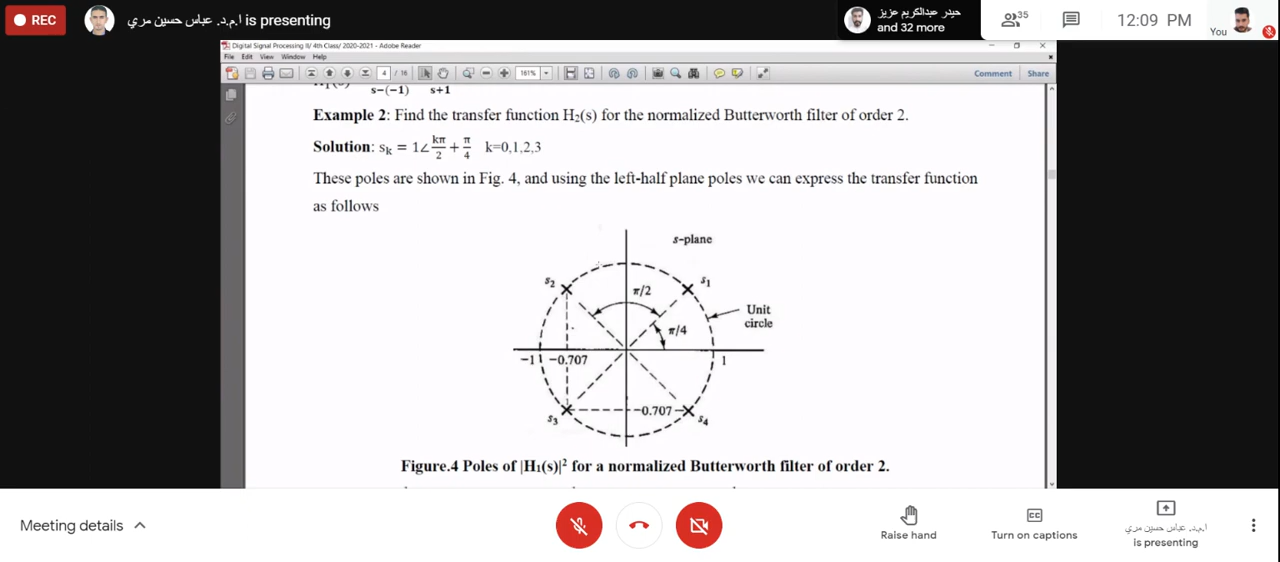 REC
ا.م.د. عباس حسين مري is presenting
حيدر عبدالكريم عزيز
and 32 more
35
12:09 PM
You
Digital Signal Processing II/ 4th Class/ 2020-2021 - Adobe Reader
File Edit View Window Help
4 / 16
181%
Comment Share
s−(−1) s+1
Example 2: Find the transfer function H₂(s) for the normalized Butterworth filter of order 2.
Solution: sₖ = 1∠kπ/2 + π/4 k=0,1,2,3
These poles are shown in Fig. 4, and using the left-half plane poles we can express the transfer function
as follows
s-plane
s₂
s₁
π/2
Unit
circle
π/4
−1
−0.707
1
−0.707
s₃
s₄
Figure.4 Poles of |H₁(s)|² for a normalized Butterworth filter of order 2.
Meeting details
Raise hand
Turn on captions
ا.م.د. عباس حسين مري
is presenting